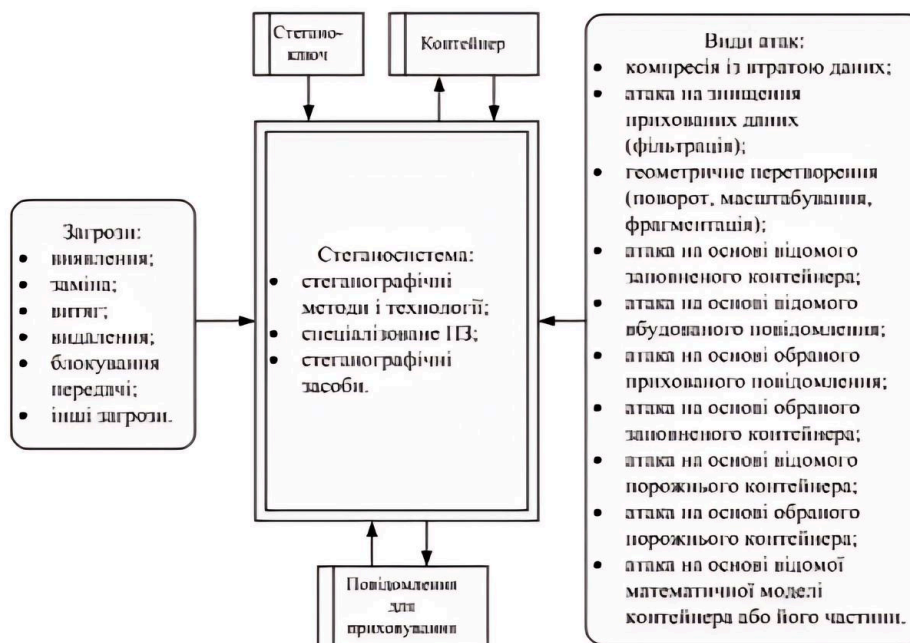 Стегано-
ключ
Контейнер
Загрози:
• виявлення;
• заміна;
• витяг;
• видалення;
• блокування
передачі;
• інші загрози.
Стеганосистема:
• стеганографічні
методи і технології;
• спеціалізоване ПЗ;
• стеганографічні
засоби.
Повідомлення
для
приховування
Види атак:
• компресія із втратою даних;
• атака на знищення
прихованих даних
(фільтрація);
• геометричне перетворення
(поворот, масштабування,
фрагментація);
• атака на основі відомого
заповненого контейнера;
• атака на основі відомого
вбудованого повідомлення;
• атака на основі обраного
прихованого повідомлення;
• атака на основі обраного
заповненого контейнера;
• атака на основі відомого
порожнього контейнера;
• атака на основі обраного
порожнього контейнера;
• атака на основі відомої
математичної моделі
контейнера або його частини.